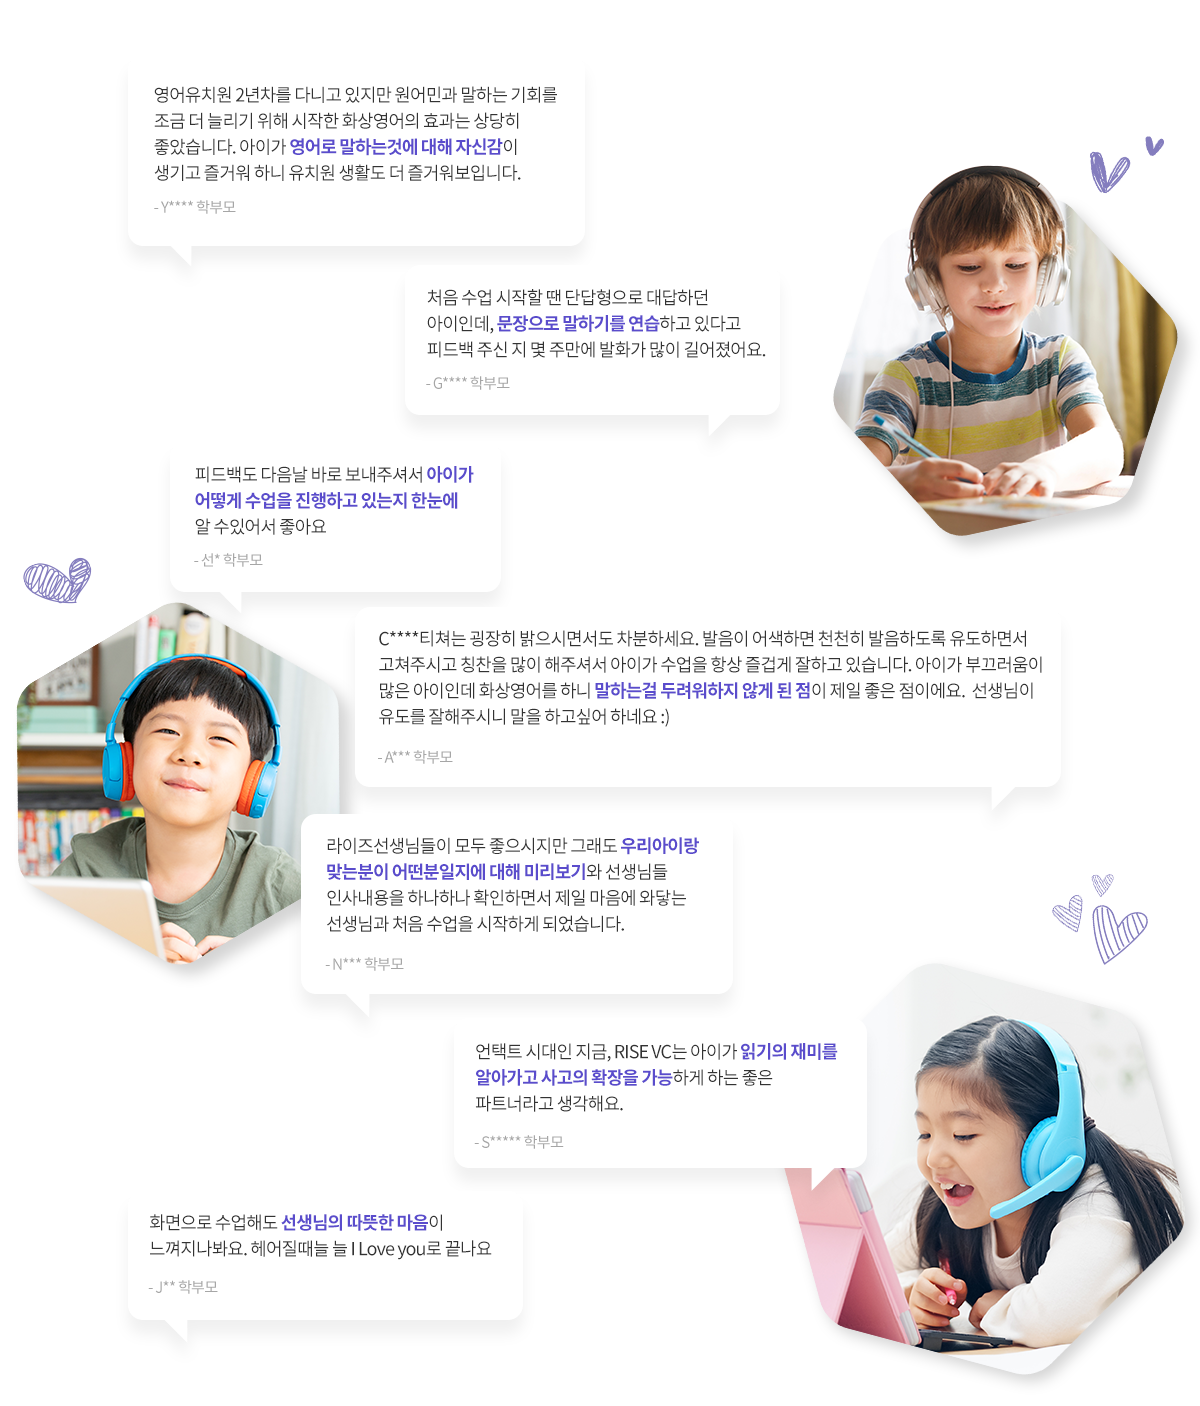 영어유치원 2년차를 다니고 있지만 원어민과 말하는 기회를
조금 더 늘리기 위해 시작한 화상영어의 효과는 상당히
좋았습니다. 아이가 영어로 말하는것에 대해 자신감이
생기고 즐거워 하니 유치원 생활도 더 즐거워보입니다.
- Y**** 학부모
처음 수업 시작할 땐 단답형으로 대답하던
아이인데, 문장으로 말하기를 연습하고 있다고
피드백 주신 지 몇 주만에 발화가 많이 길어졌어요.
- G**** 학부모
피드백도 다음날 바로 보내주셔서 아이가
어떻게 수업을 진행하고 있는지 한눈에
알 수있어서 좋아요
- 선* 학부모
C****티쳐는 굉장히 밝으시면서도 차분하세요. 발음이 어색하면 천천히 발음하도록 유도하면서
고쳐주시고 칭찬을 많이 해주셔서 아이가 수업을 항상 즐겁게 잘하고 있습니다. 아이가 부끄러움이
많은 아이인데 화상영어를 하니 말하는걸 두려워하지 않게 된 점이 제일 좋은 점이에요. 선생님이
유도를 잘해주시니 말을 하고싶어 하네요 :)
- A*** 학부모
라이즈선생님들이 모두 좋으시지만 그래도 우리아이랑
맞는분이 어떤분일지에 대해 미리보기와 선생님들
인사내용을 하나하나 확인하면서 제일 마음에 와닿는
선생님과 처음 수업을 시작하게 되었습니다.
- N*** 학부모
언택트 시대인 지금, RISE VC는 아이가 읽기의 재미를
알아가고 사고의 확장을 가능하게 하는 좋은
파트너라고 생각해요.
- S***** 학부모
화면으로 수업해도 선생님의 따뜻한 마음이
느껴지나봐요. 헤어질때늘 늘 I Love you로 끝나요
- J** 학부모